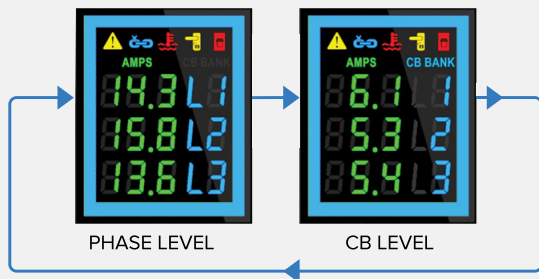 AMPS CB BANK
14.3 L1
15.8 L2
13.6 L3
PHASE LEVEL
AMPS CB BANK
6.1 1
5.3 2
5.4 3
CB LEVEL